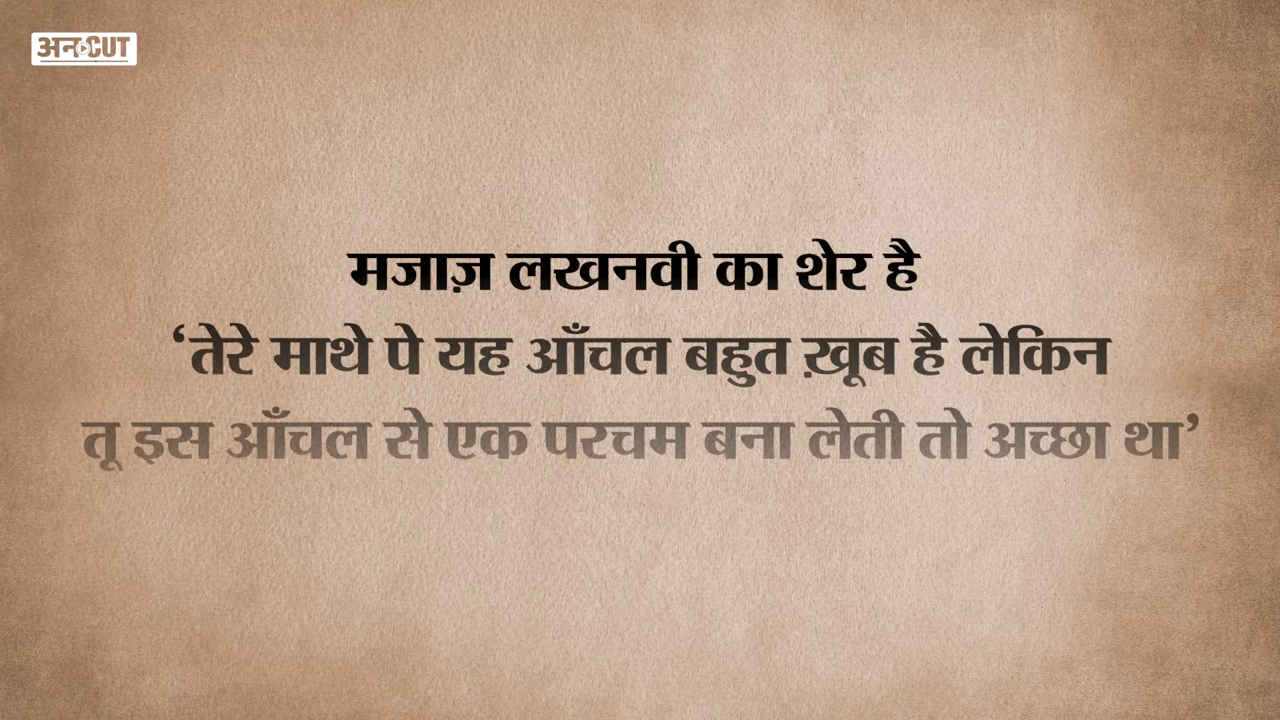 अनCUT
मजाज़ लखनवी का शेर है
‘तेरे माथे पे यह आँचल बहुत ख़ूब है लेकिन
तू इस आँचल से एक परचम बना लेती तो अच्छा था’